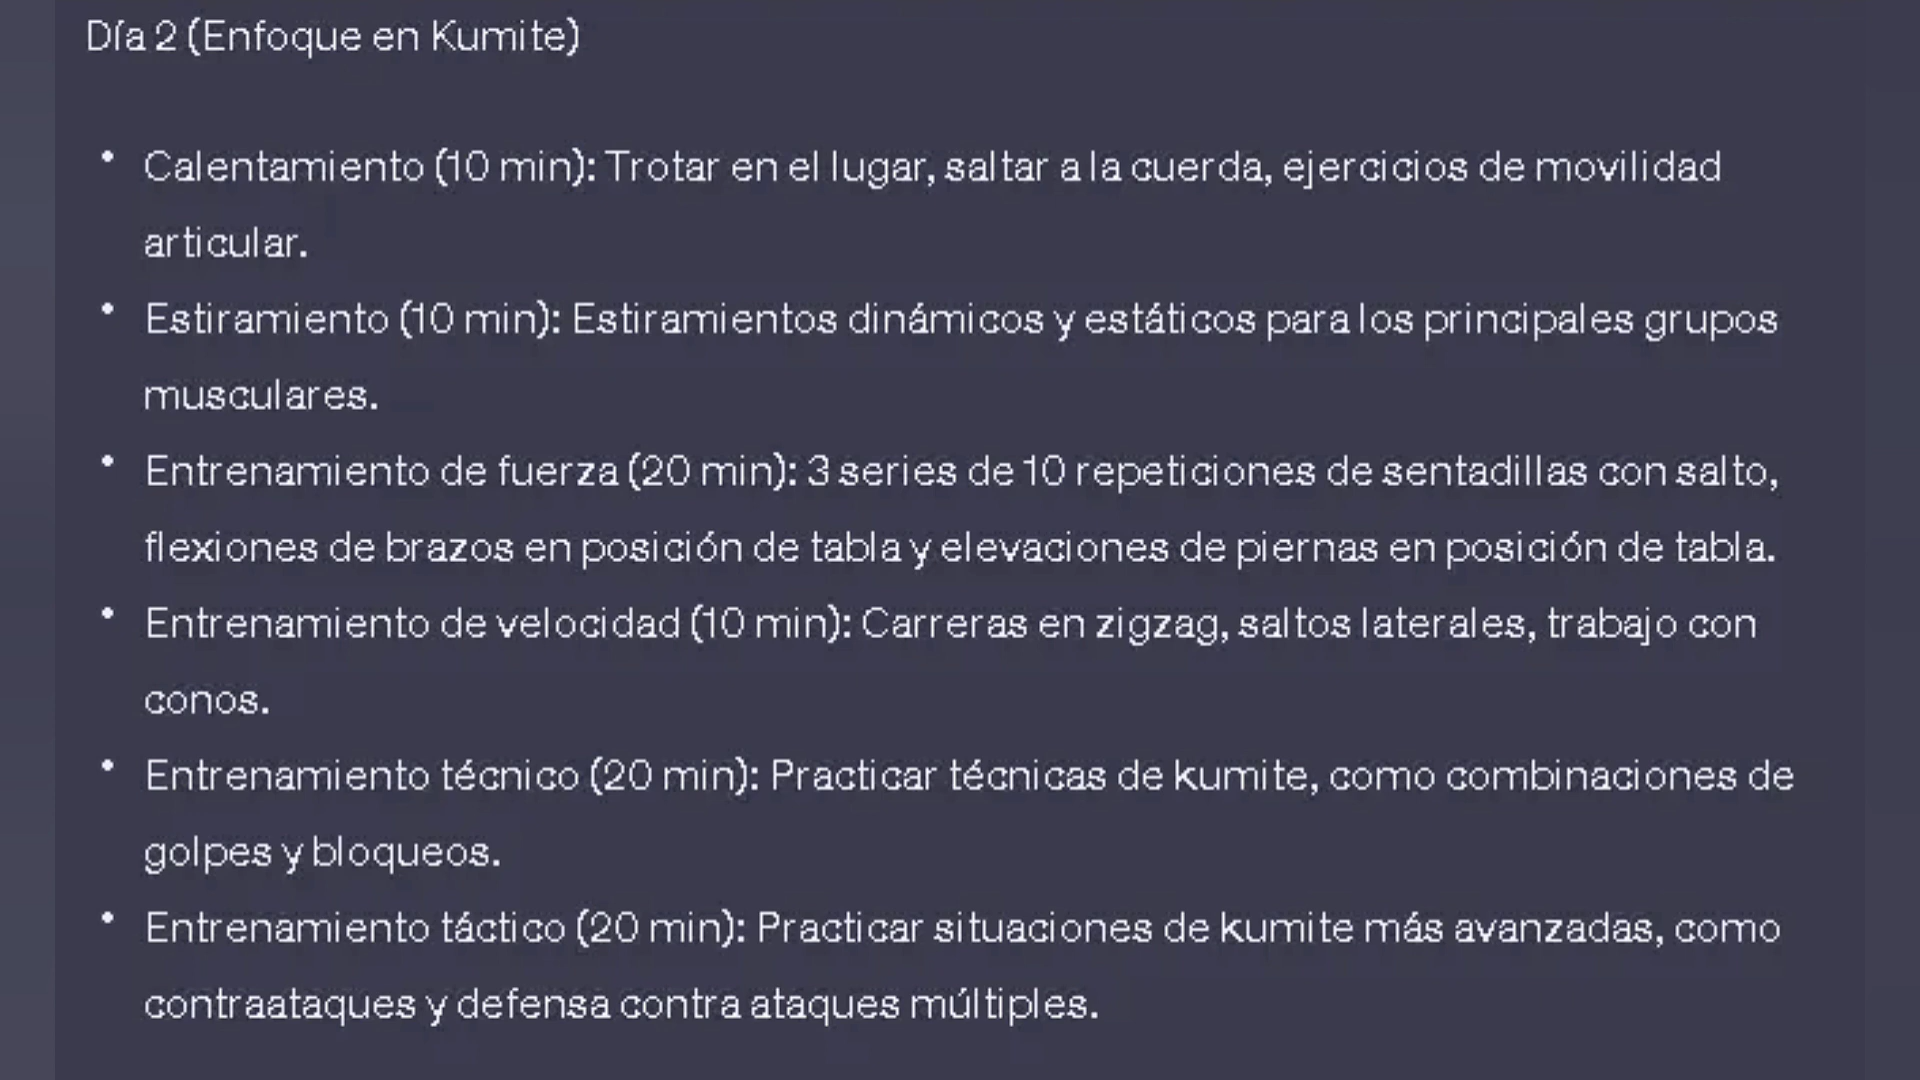 Día 2 (Enfoque en Kumite)
• Calentamiento (10 min): Trotar en el lugar, saltar a la cuerda, ejercicios de movilidad
articular.
• Estiramiento (10 min): Estiramientos dinámicos y estáticos para los principales grupos
musculares.
• Entrenamiento de fuerza (20 min): 3 series de 10 repeticiones de sentadillas con salto,
flexiones de brazos en posición de tabla y elevaciones de piernas en posición de tabla.
• Entrenamiento de velocidad (10 min): Carreras en zigzag, saltos laterales, trabajo con
conos.
• Entrenamiento técnico (20 min): Practicar técnicas de kumite, como combinaciones de
golpes y bloqueos.
• Entrenamiento táctico (20 min): Practicar situaciones de kumite más avanzadas, como
contraataques y defensa contra ataques múltiples.